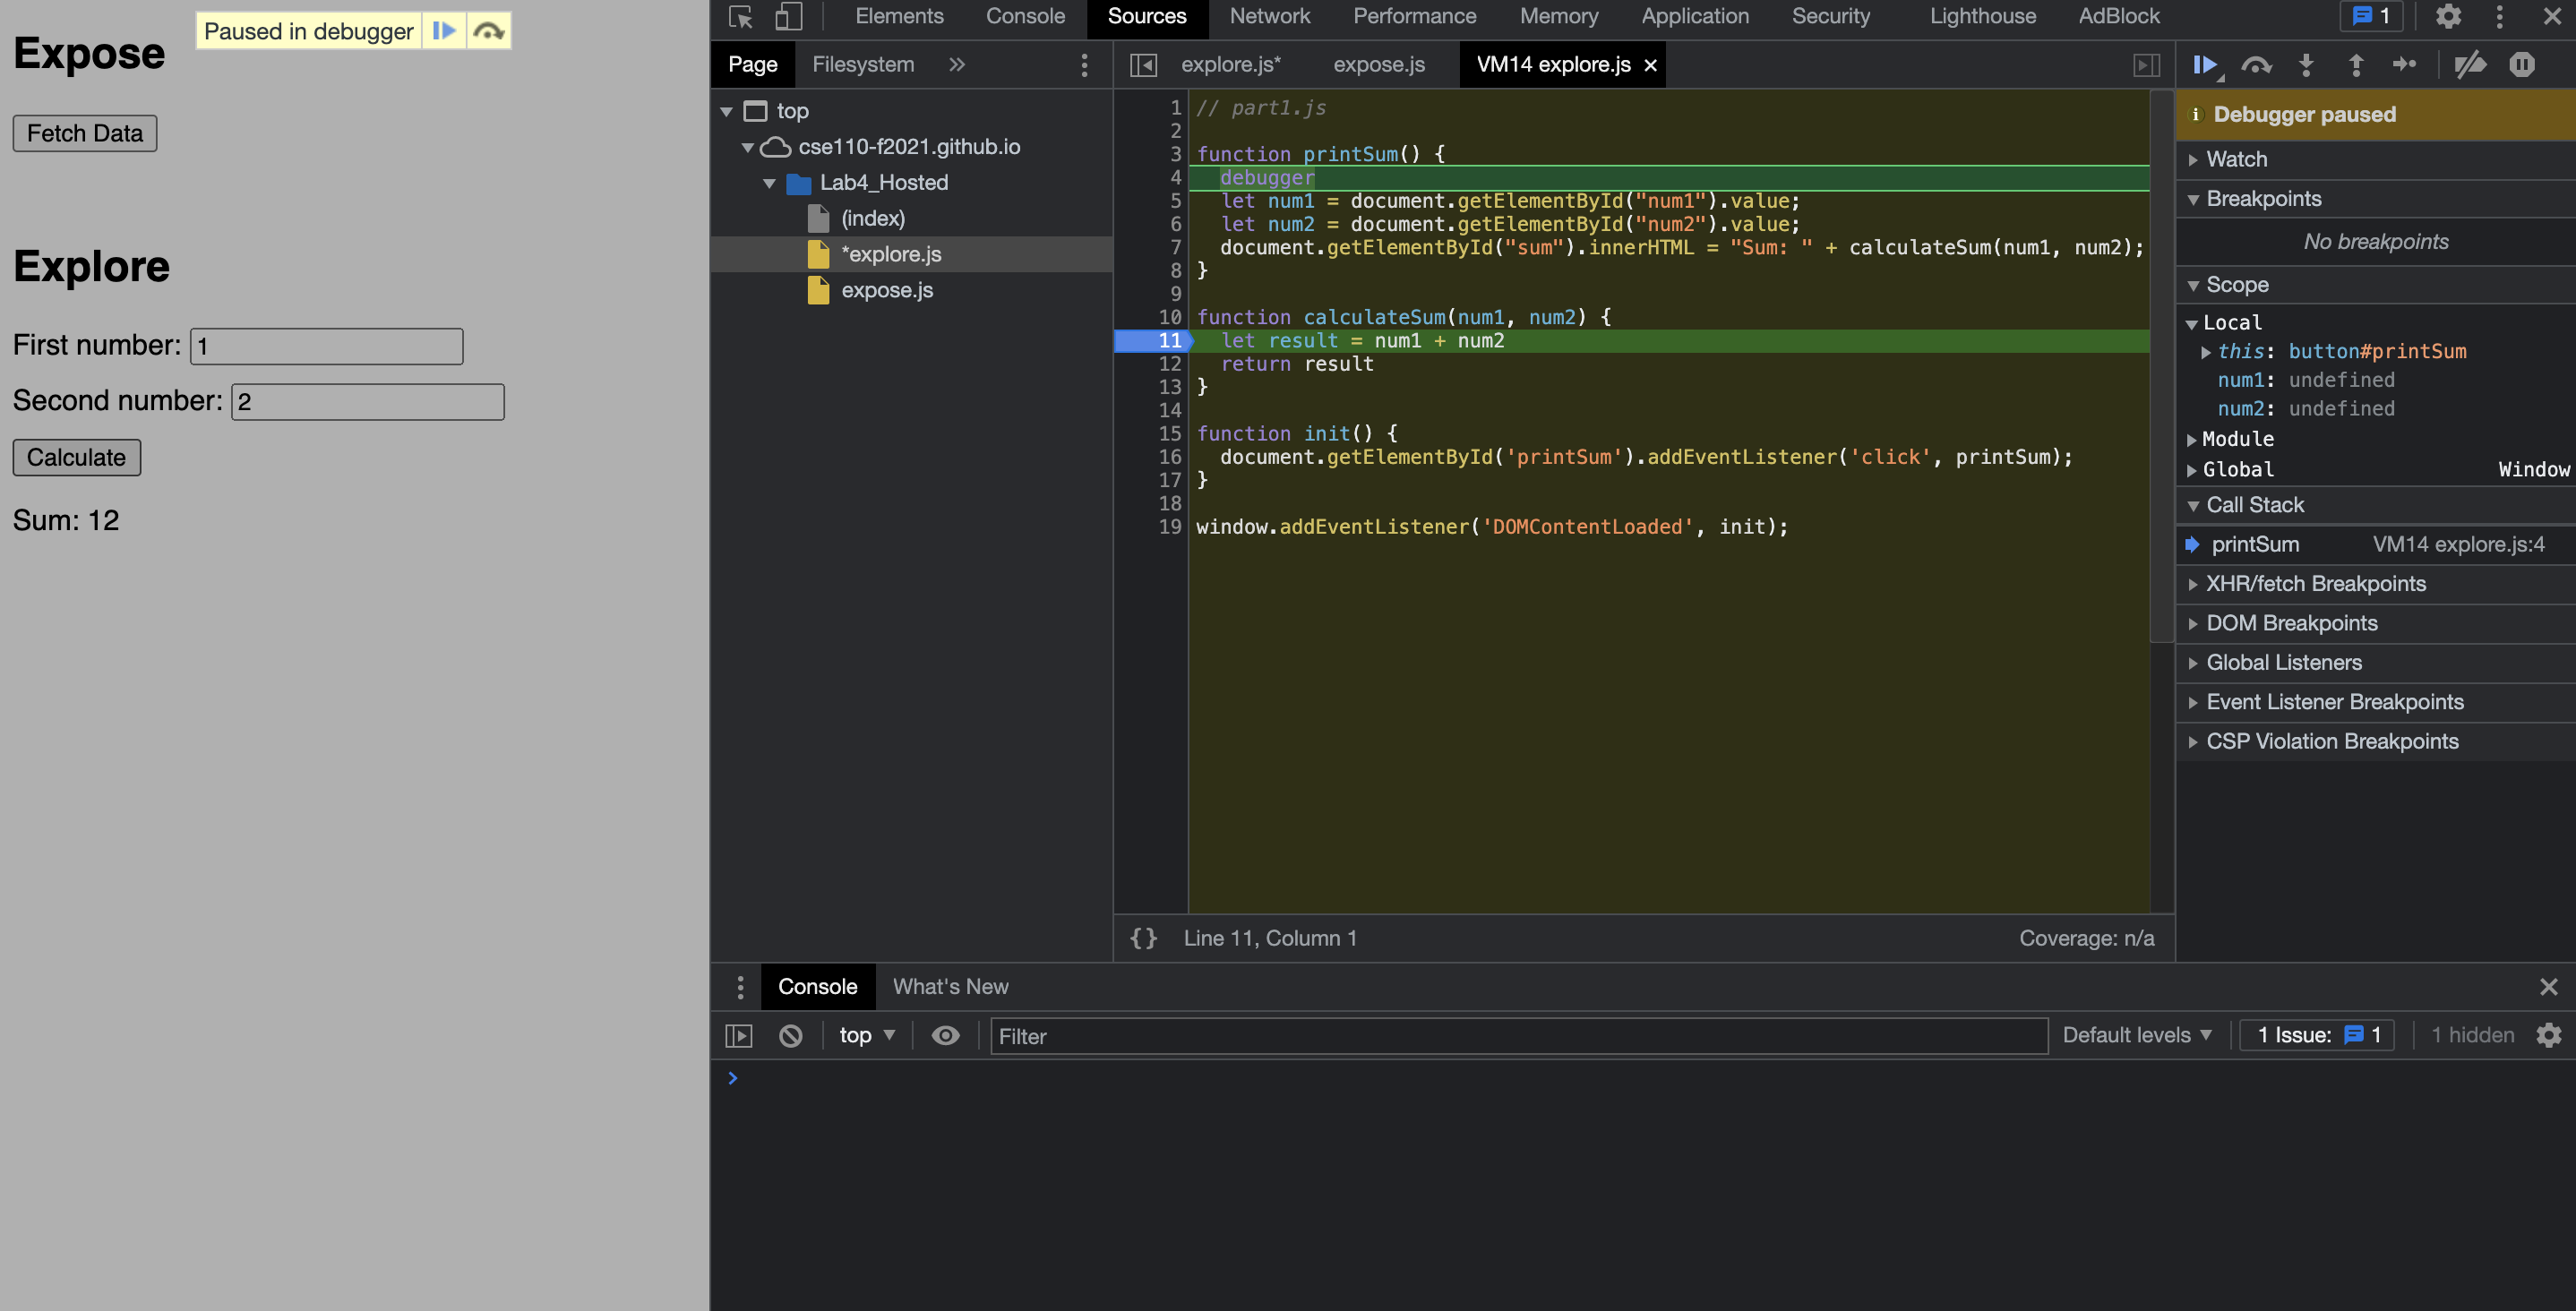 Expose
Paused in debugger
Fetch Data
Explore
First number: 1
Second number: 2
Calculate
Sum: 12
Elements Console Sources Network Performance Memory Application Security Lighthouse AdBlock 1
Page Filesystem
top
cse110-f2021.github.io
Lab4_Hosted
(index)
*explore.js
expose.js
explore.js* expose.js VM14 explore.js
1 // part1.js
2
3 function printSum() {
4 debugger
5 let num1 = document.getElementById("num1").value;
6 let num2 = document.getElementById("num2").value;
7 document.getElementById("sum").innerHTML = "Sum: " + calculateSum(num1, num2);
8 }
9
10 function calculateSum(num1, num2) {
11 let result = num1 + num2
12 return result
13 }
14
15 function init() {
16 document.getElementById('printSum').addEventListener('click', printSum);
17 }
18
19 window.addEventListener('DOMContentLoaded', init);
{} Line 11, Column 1 Coverage: n/a
Debugger paused
Watch
Breakpoints
No breakpoints
Scope
Local
this: button#printSum
num1: undefined
num2: undefined
Module
Global Window
Call Stack
printSum VM14 explore.js:4
XHR/fetch Breakpoints
DOM Breakpoints
Global Listeners
Event Listener Breakpoints
CSP Violation Breakpoints
Console What's New
top Filter Default levels 1 Issue: 1 1 hidden